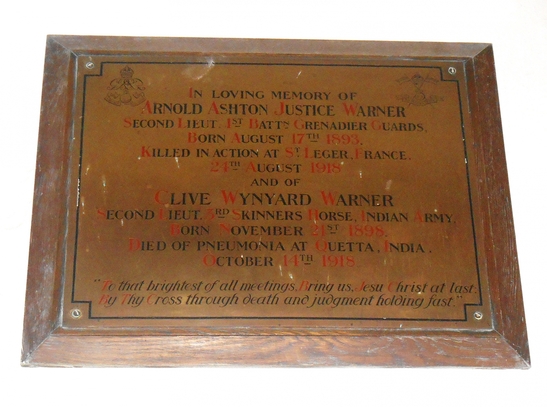 In loving memory of
Arnold Ashton Justice Warner
Second Lieut. 1st Battn Grenadier Guards.
Born August 17th 1893.
Killed in action at St Leger, France.
24th August 1918
and of
Clive Wynyard Warner
Second Lieut. 3rd Skinners Horse, Indian Army,
Born November 21st 1898.
Died of pneumonia at Quetta, India,
October 14th 1918.
"To that brightest of all meetings, Bring us, Jesu Christ at last
By Thy Cross through death and judgment holding fast."